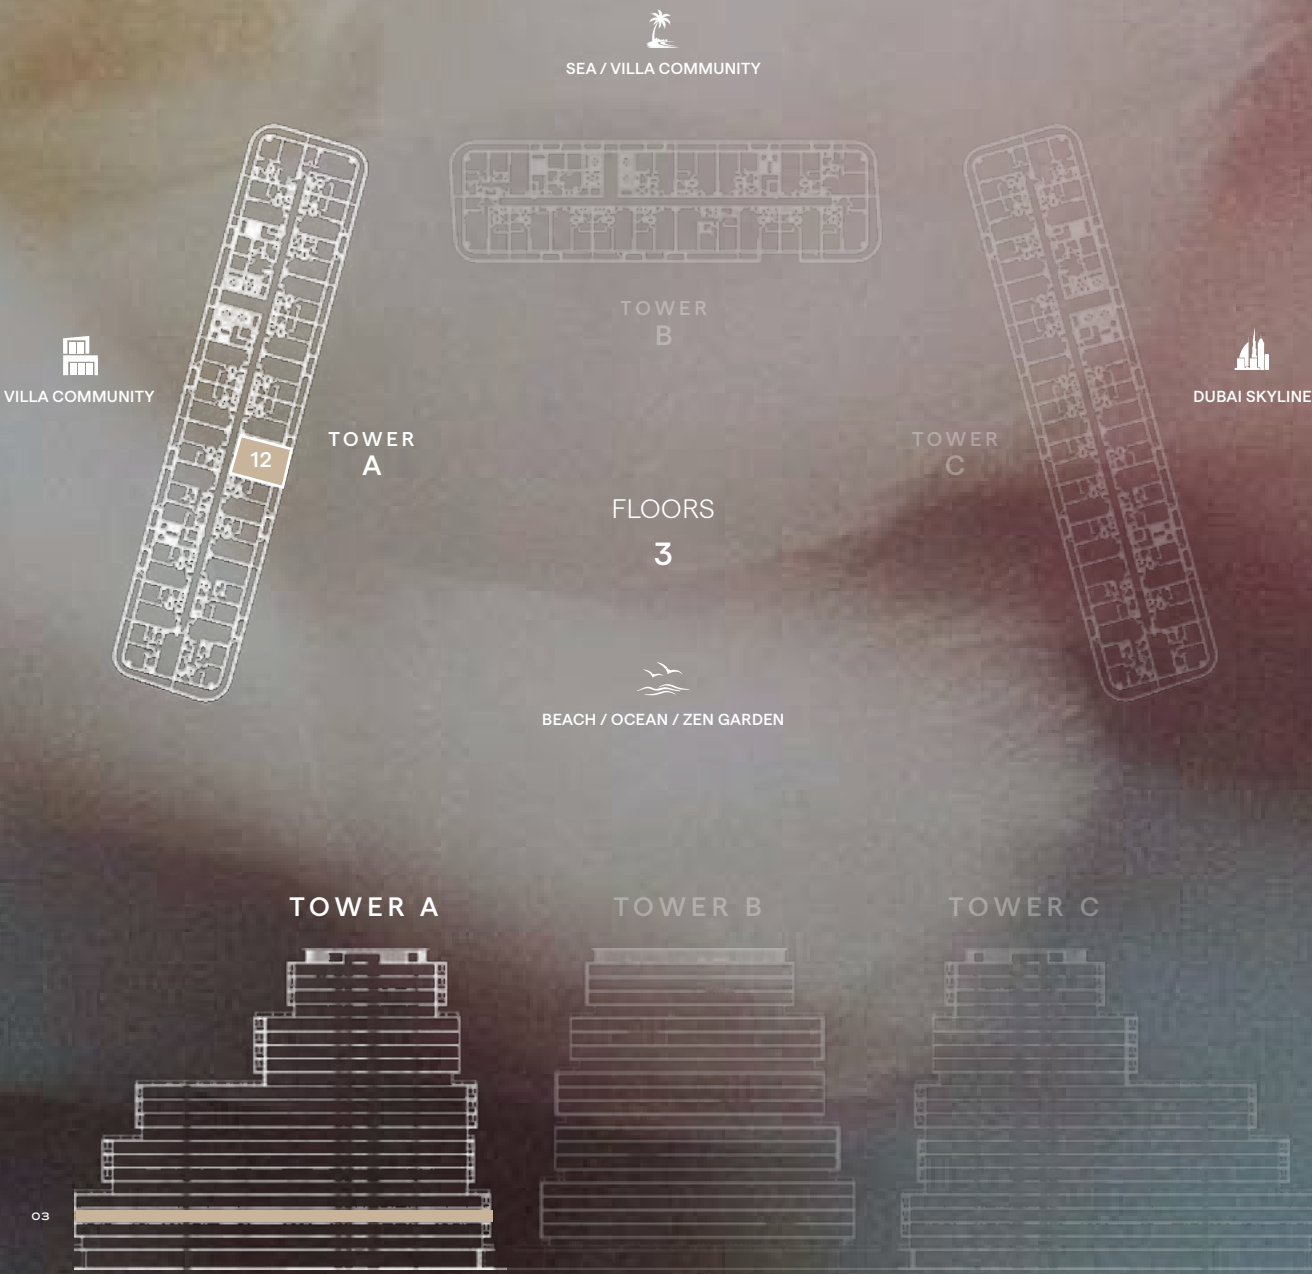 SEA / VILLA COMMUNITY
TOWER
B
VILLA COMMUNITY
DUBAI SKYLINE
TOWER
A
12
TOWER
C
FLOORS
3
BEACH / OCEAN / ZEN GARDEN
TOWER A
TOWER B
TOWER C
03